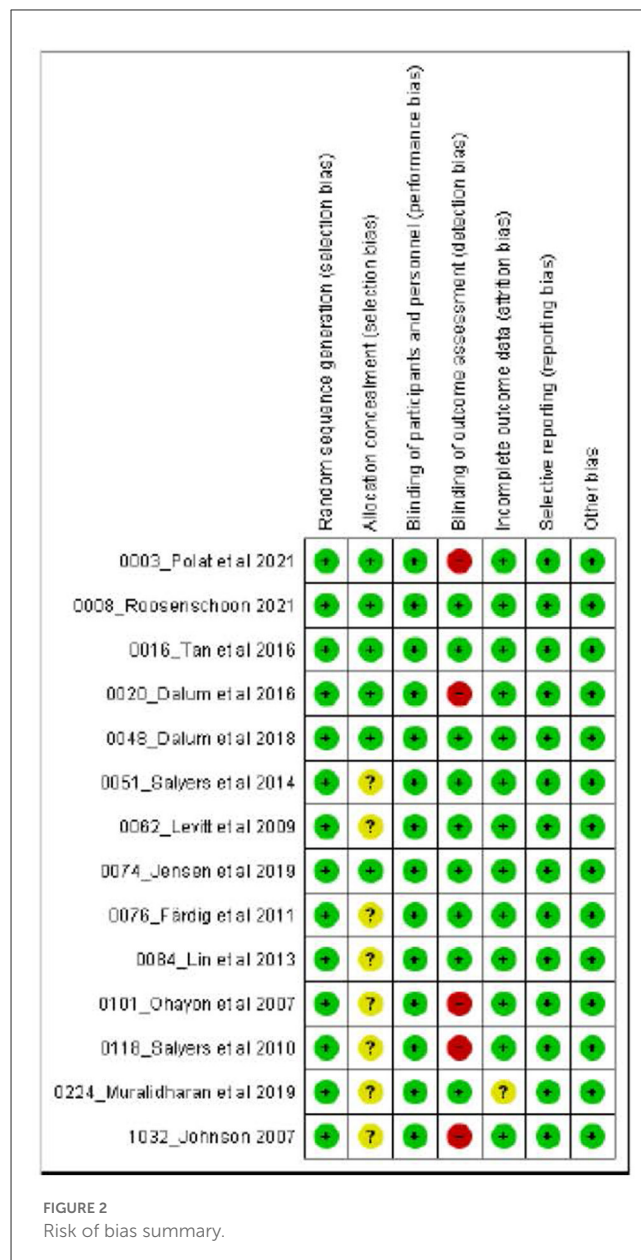 Random sequence generation (selection bias)
Allocation concealment (selection bias)
Blinding of participants and personnel (performance bias)
Blinding of outcome assessment (detection bias)
Incomplete outcome data (attrition bias)
Selective reporting (reporting bias)
Other bias
0003_Polat et al 2021 + + + - + + +
0008_Roosenschoon 2021 + + + + + + +
0016_Tan et al 2016 + + + + + + +
0020_Dalum et al 2016 + + + - + + +
0048_Dalum et al 2018 + + + + + + +
0051_Salyers et al 2014 + ? + + + + +
0062_Levitt et al 2009 + ? + + + + +
0074_Jensen et al 2019 + + + + + + +
0076_Färdig et al 2011 + ? + + + + +
0084_Lin et al 2013 + ? + + + + +
0101_Ohayon et al 2007 + ? + - + + +
0118_Salyers et al 2010 + ? + - + + +
0224_Muralidharan et al 2019 + ? + + ? + +
1032_Johnson 2007 + ? + - + + +
FIGURE 2
Risk of bias summary.